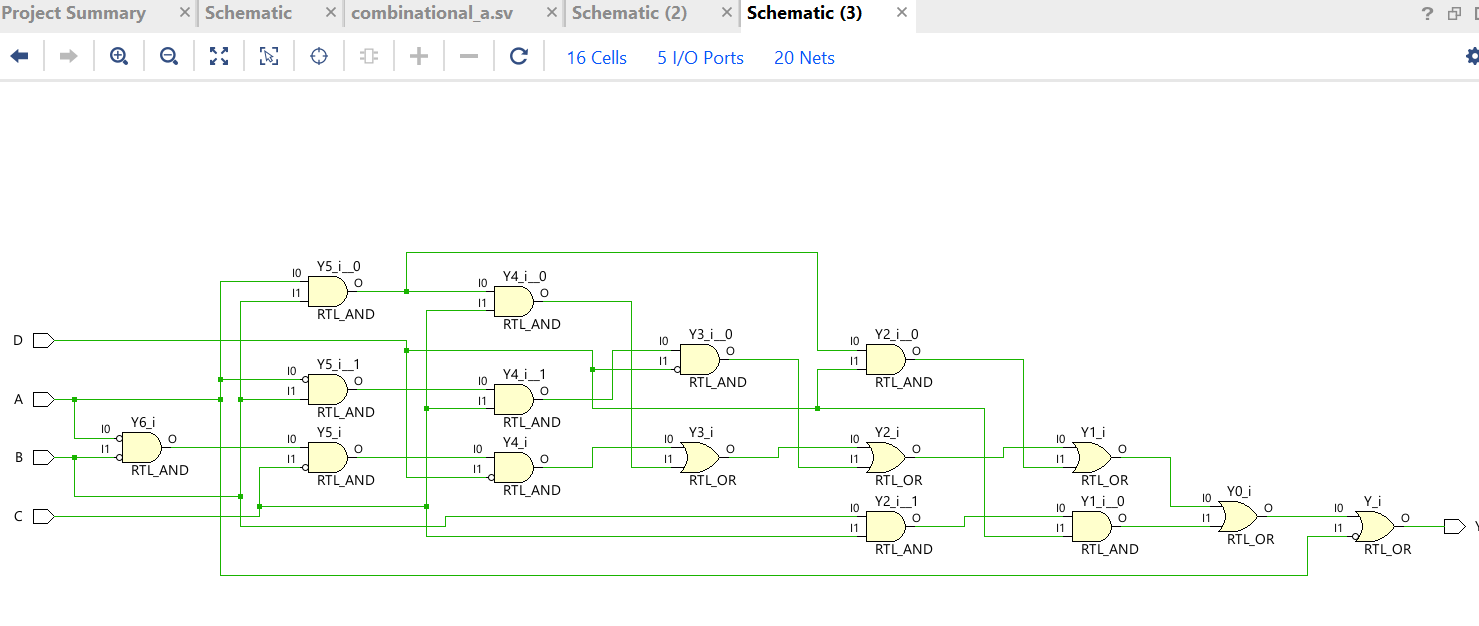 Project Summary × Schematic × combinational_a.sv × Schematic (2) × Schematic (3) × ?
16 Cells 5 I/O Ports 20 Nets
Y5_i__0
I0 O
I1
RTL_AND
Y4_i__0
I0 O
I1
RTL_AND
D
Y3_i__0
I0 O
I1
RTL_AND
Y2_i__0
I0 O
I1
RTL_AND
Y5_i__1
I0 O
I1
RTL_AND
Y4_i__1
I0 O
I1
RTL_AND
A
Y6_i
I0 O
I1
RTL_AND
B
Y5_i
I0 O
I1
RTL_AND
Y4_i
I0 O
I1
RTL_AND
Y3_i
I0 O
I1
RTL_OR
Y2_i
I0 O
I1
RTL_OR
Y1_i
I0 O
I1
RTL_OR
C
Y2_i__1
I0 O
I1
RTL_AND
Y1_i__0
I0 O
I1
RTL_AND
Y0_i
I0 O
I1
RTL_OR
Y_i
I0 O
I1
RTL_OR